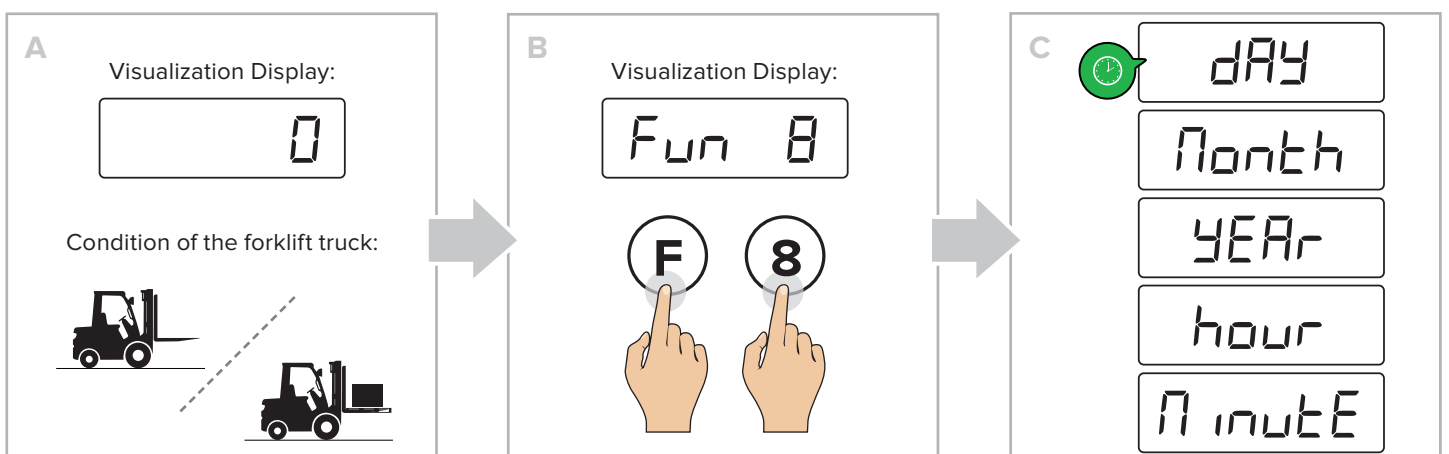 A
Visualization Display:
0
Condition of the forklift truck:
B
Visualization Display:
Fun 8
F 8
C
dAY
Month
YEAr
hour
MinutE